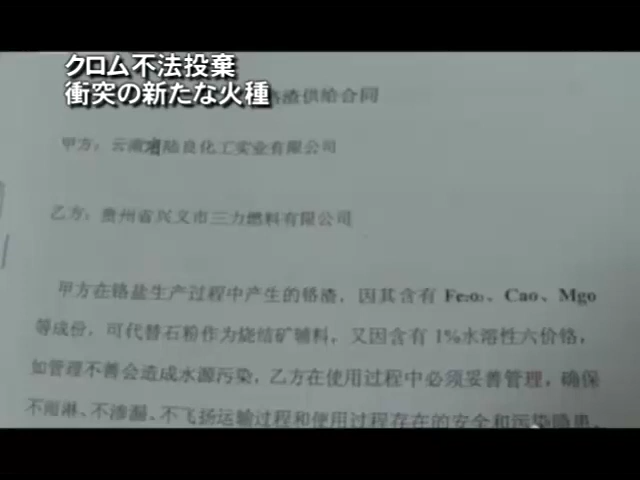 クロム不法投棄
衝突の新たな火種
渣供给合同
甲方：云南省陆良化工实业有限公司
乙方：贵州省兴义市三力燃料有限公司
甲方在铬盐生产过程中产生的铬渣，因其含有 Fe₂o₃、Cao、Mgo
等成份，可代替石粉作为烧结矿辅料，又因含有 1%水溶性六价铬，
如管理不善会造成水源污染，乙方在使用过程中必须妥善管理，确保
不雨淋、不渗漏、不飞扬运输过程和使用过程存在的安全和污染隐患，